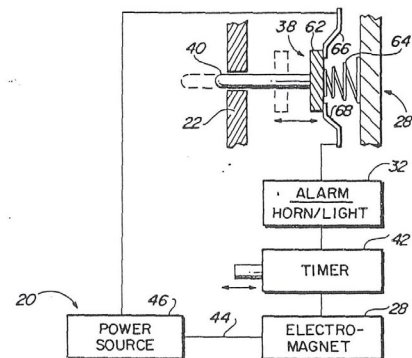 38
62
66
64
40
68
22
28
32
ALARM
HORN/LIGHT
42
TIMER
20
46
28
POWER
SOURCE
44
ELECTRO-
MAGNET